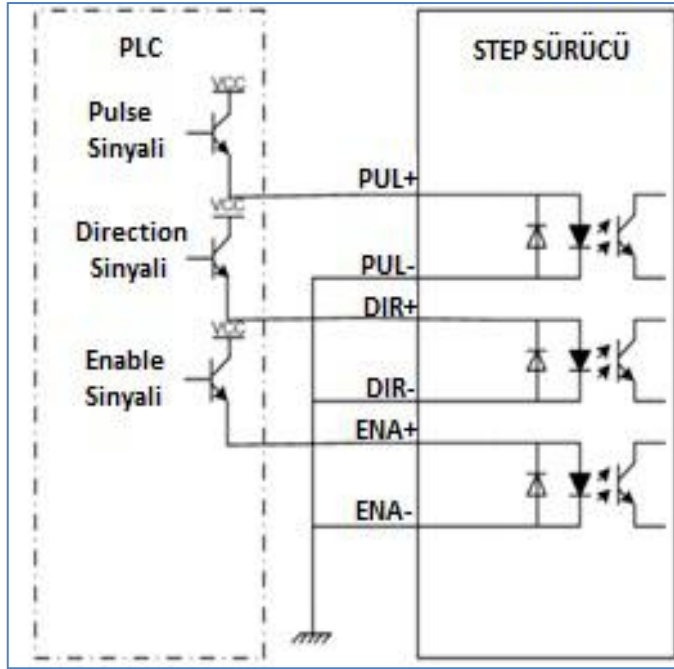 PLC
STEP SÜRÜCÜ
VCC
Pulse
Sinyali
PUL+
VCC
Direction
Sinyali
PUL-
DIR+
VCC
Enable
Sinyali
DIR-
ENA+
ENA-